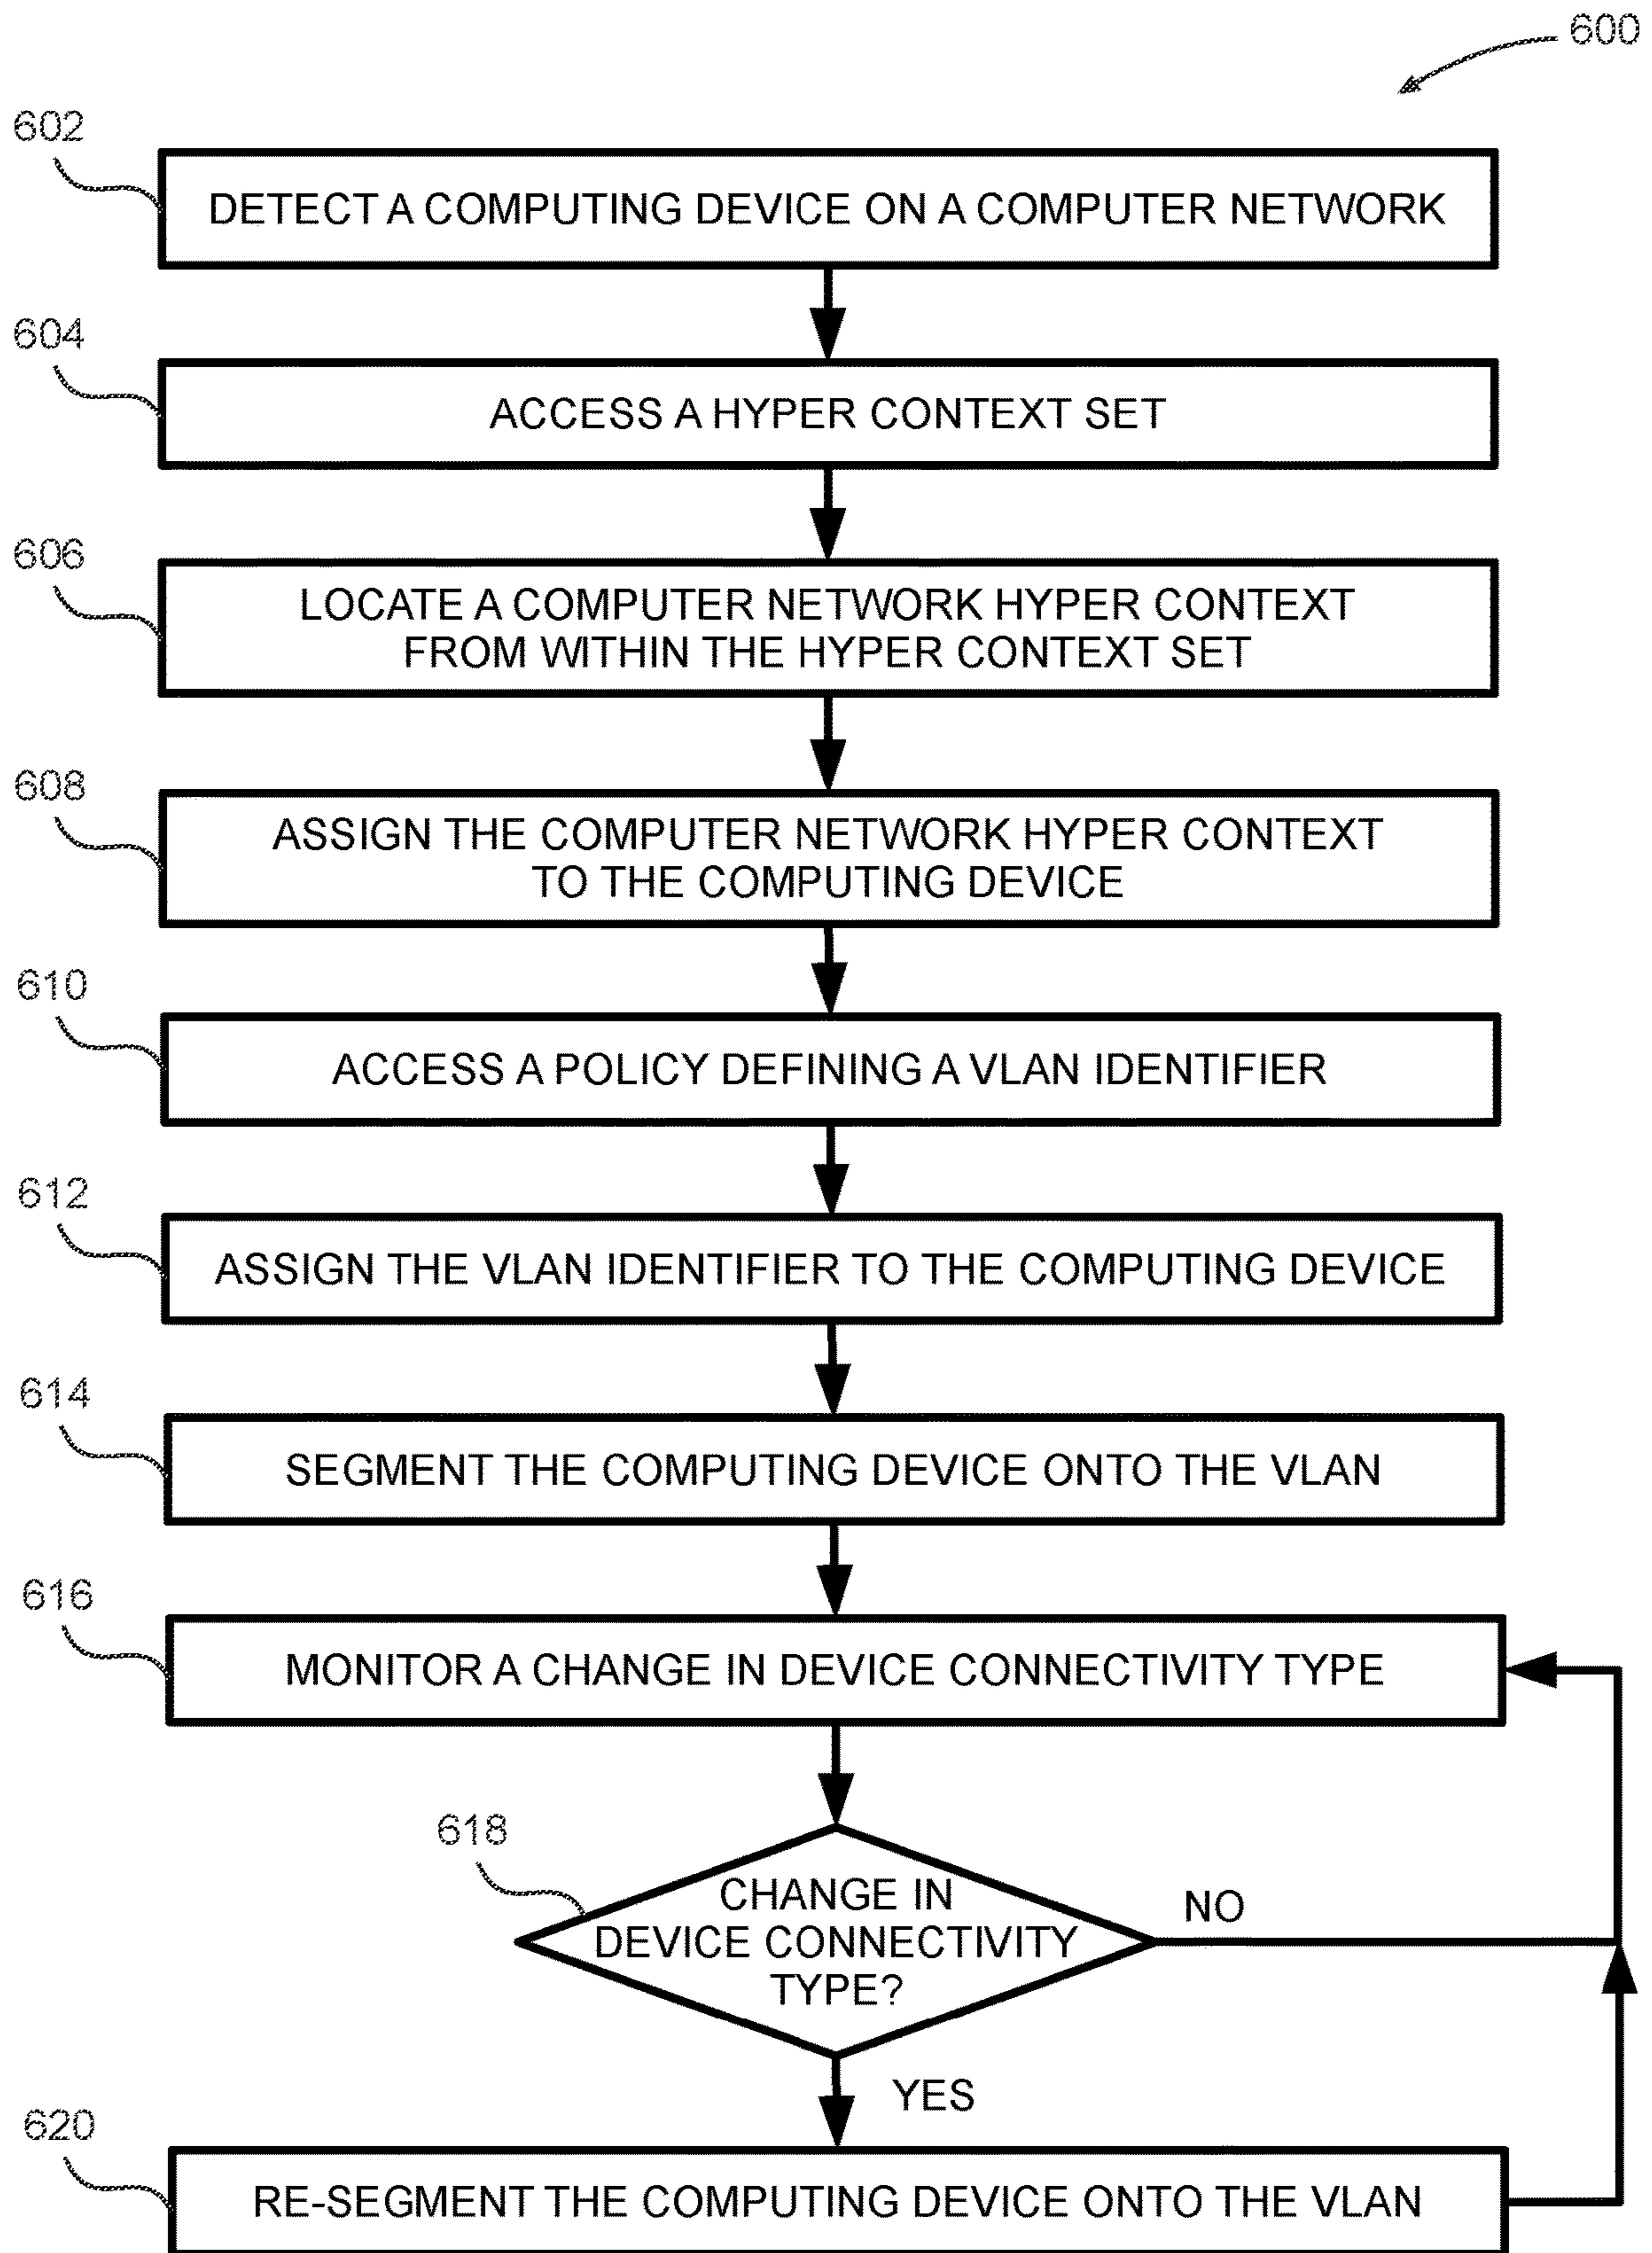 600
602
DETECT A COMPUTING DEVICE ON A COMPUTER NETWORK
604
ACCESS A HYPER CONTEXT SET
606
LOCATE A COMPUTER NETWORK HYPER CONTEXT
FROM WITHIN THE HYPER CONTEXT SET
608
ASSIGN THE COMPUTER NETWORK HYPER CONTEXT
TO THE COMPUTING DEVICE
610
ACCESS A POLICY DEFINING A VLAN IDENTIFIER
612
ASSIGN THE VLAN IDENTIFIER TO THE COMPUTING DEVICE
614
SEGMENT THE COMPUTING DEVICE ONTO THE VLAN
616
MONITOR A CHANGE IN DEVICE CONNECTIVITY TYPE
618
CHANGE IN
DEVICE CONNECTIVITY
TYPE?
NO
YES
620
RE-SEGMENT THE COMPUTING DEVICE ONTO THE VLAN